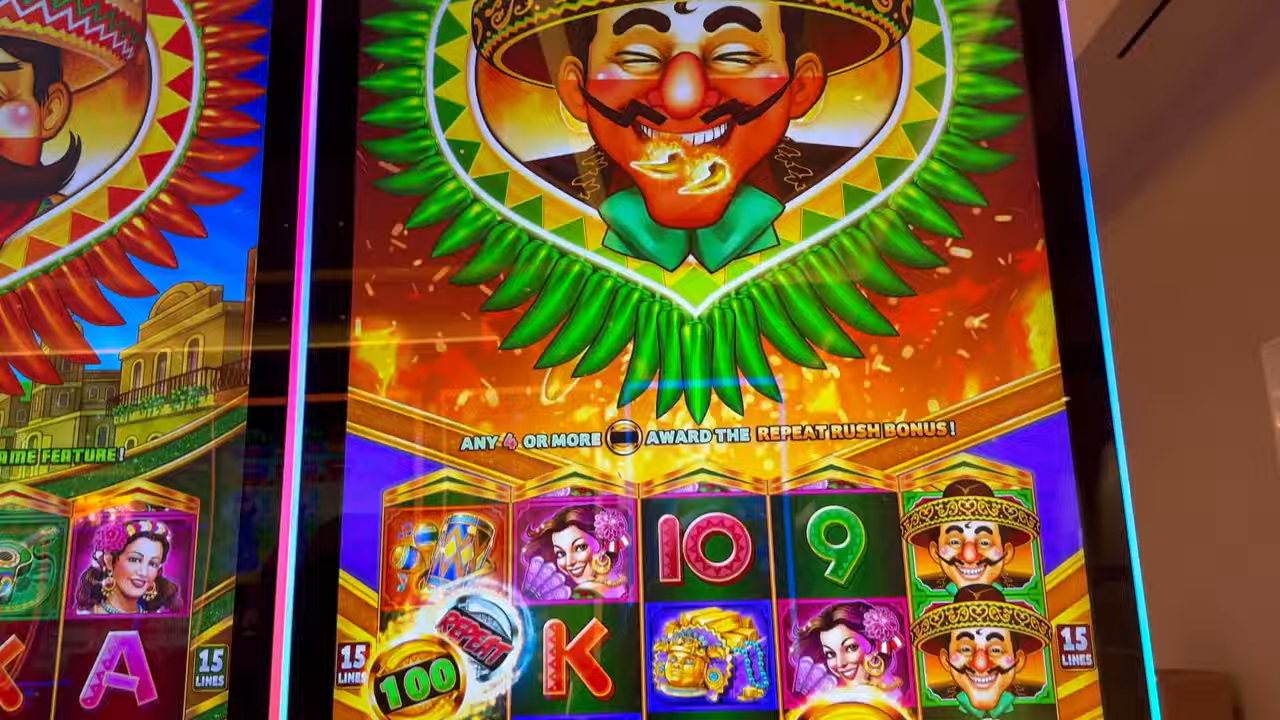 ANY 4 OR MORE AWARD THE REPEAT RUSH BONUS!
AME FEATURE!
10 9
REPEAT
100
K
A
15
LINES
15
LINES
15
LINES